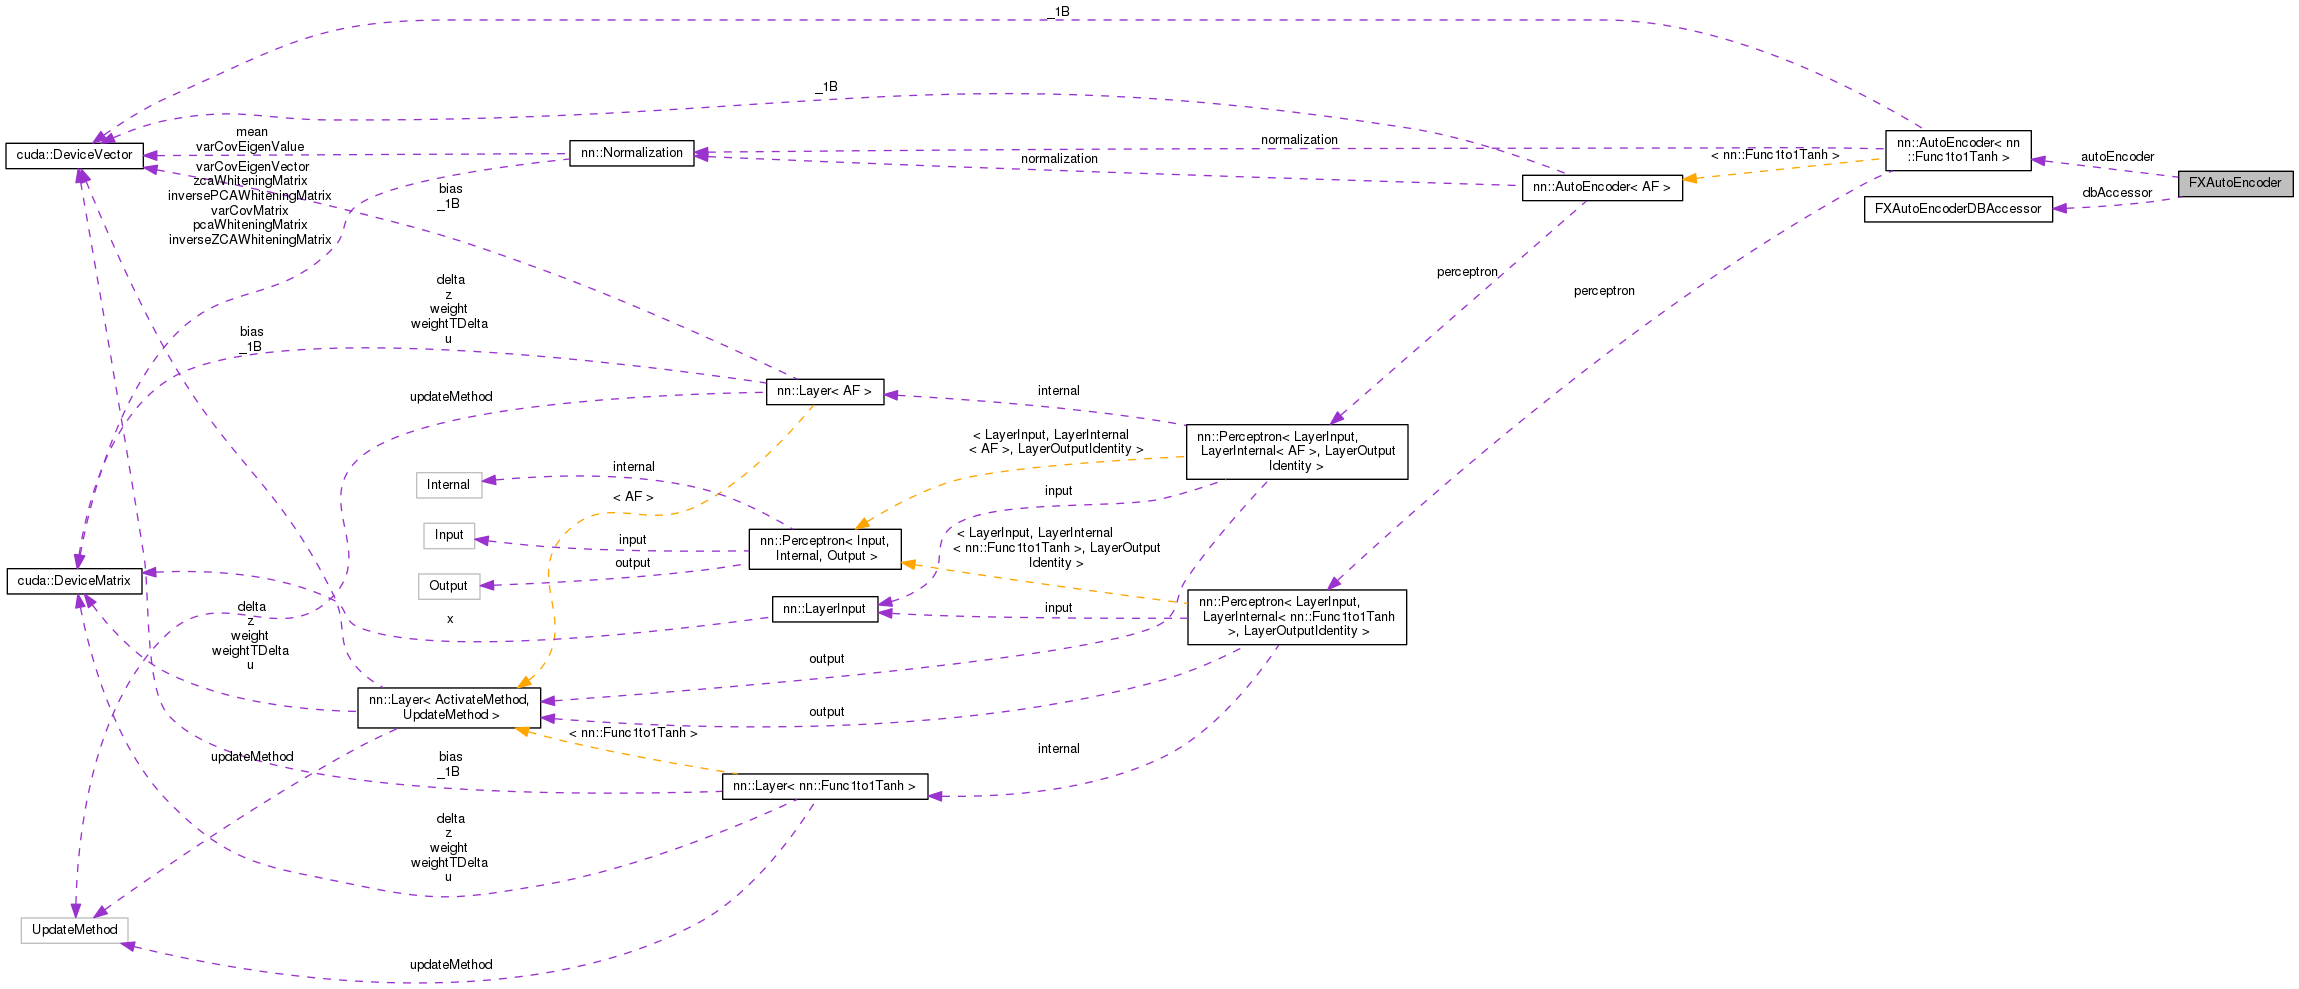 _1B
_1B
mean
varCovEigenValue
cuda::DeviceVector
nn::Normalization
normalization
normalization
nn::AutoEncoder< nn
::Func1to1Tanh >
< nn::Func1to1Tanh >
autoEncoder
FXAutoEncoder
dbAccessor
nn::AutoEncoder< AF >
FXAutoEncoderDBAccessor
varCovEigenVector
zcaWhiteningMatrix
inversePCAWhiteningMatrix
varCovMatrix
pcaWhiteningMatrix
inverseZCAWhiteningMatrix
bias
_1B
perceptron
perceptron
delta
z
weight
weightTDelta
u
bias
_1B
updateMethod
nn::Layer< AF >
internal
nn::Perceptron< LayerInput,
LayerInternal< AF >, LayerOutput
Identity >
< LayerInput, LayerInternal
< AF >, LayerOutputIdentity >
internal
Internal
< AF >
input
Input
input
output
Output
nn::Perceptron< Input,
Internal, Output >
< LayerInput, LayerInternal
< nn::Func1to1Tanh >, LayerOutput
Identity >
cuda::DeviceMatrix
nn::LayerInput
input
nn::Perceptron< LayerInput,
LayerInternal< nn::Func1to1Tanh
>, LayerOutputIdentity >
x
delta
z
weight
weightTDelta
u
output
nn::Layer< ActivateMethod,
UpdateMethod >
output
< nn::Func1to1Tanh >
internal
updateMethod
bias
_1B
nn::Layer< nn::Func1to1Tanh >
delta
z
weight
weightTDelta
u
UpdateMethod
updateMethod